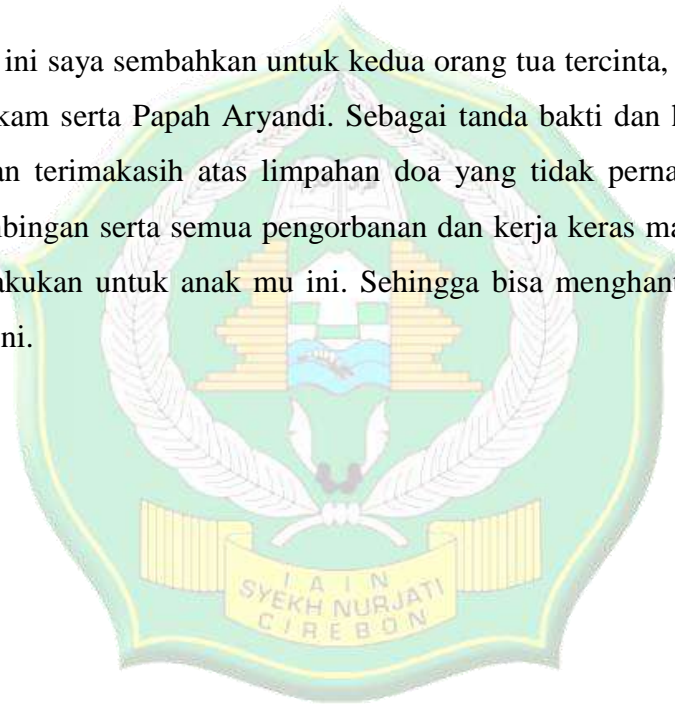 ini saya sembahkan untuk kedua orang tua tercinta,
kam serta Papah Aryandi. Sebagai tanda bakti dan
an terimakasih atas limpahan doa yang tidak perna
bingan serta semua pengorbanan dan kerja keras ma
akukan untuk anak mu ini. Sehingga bisa menghant
ni.
I A I N
SYEKH NURJATI
CIREBON